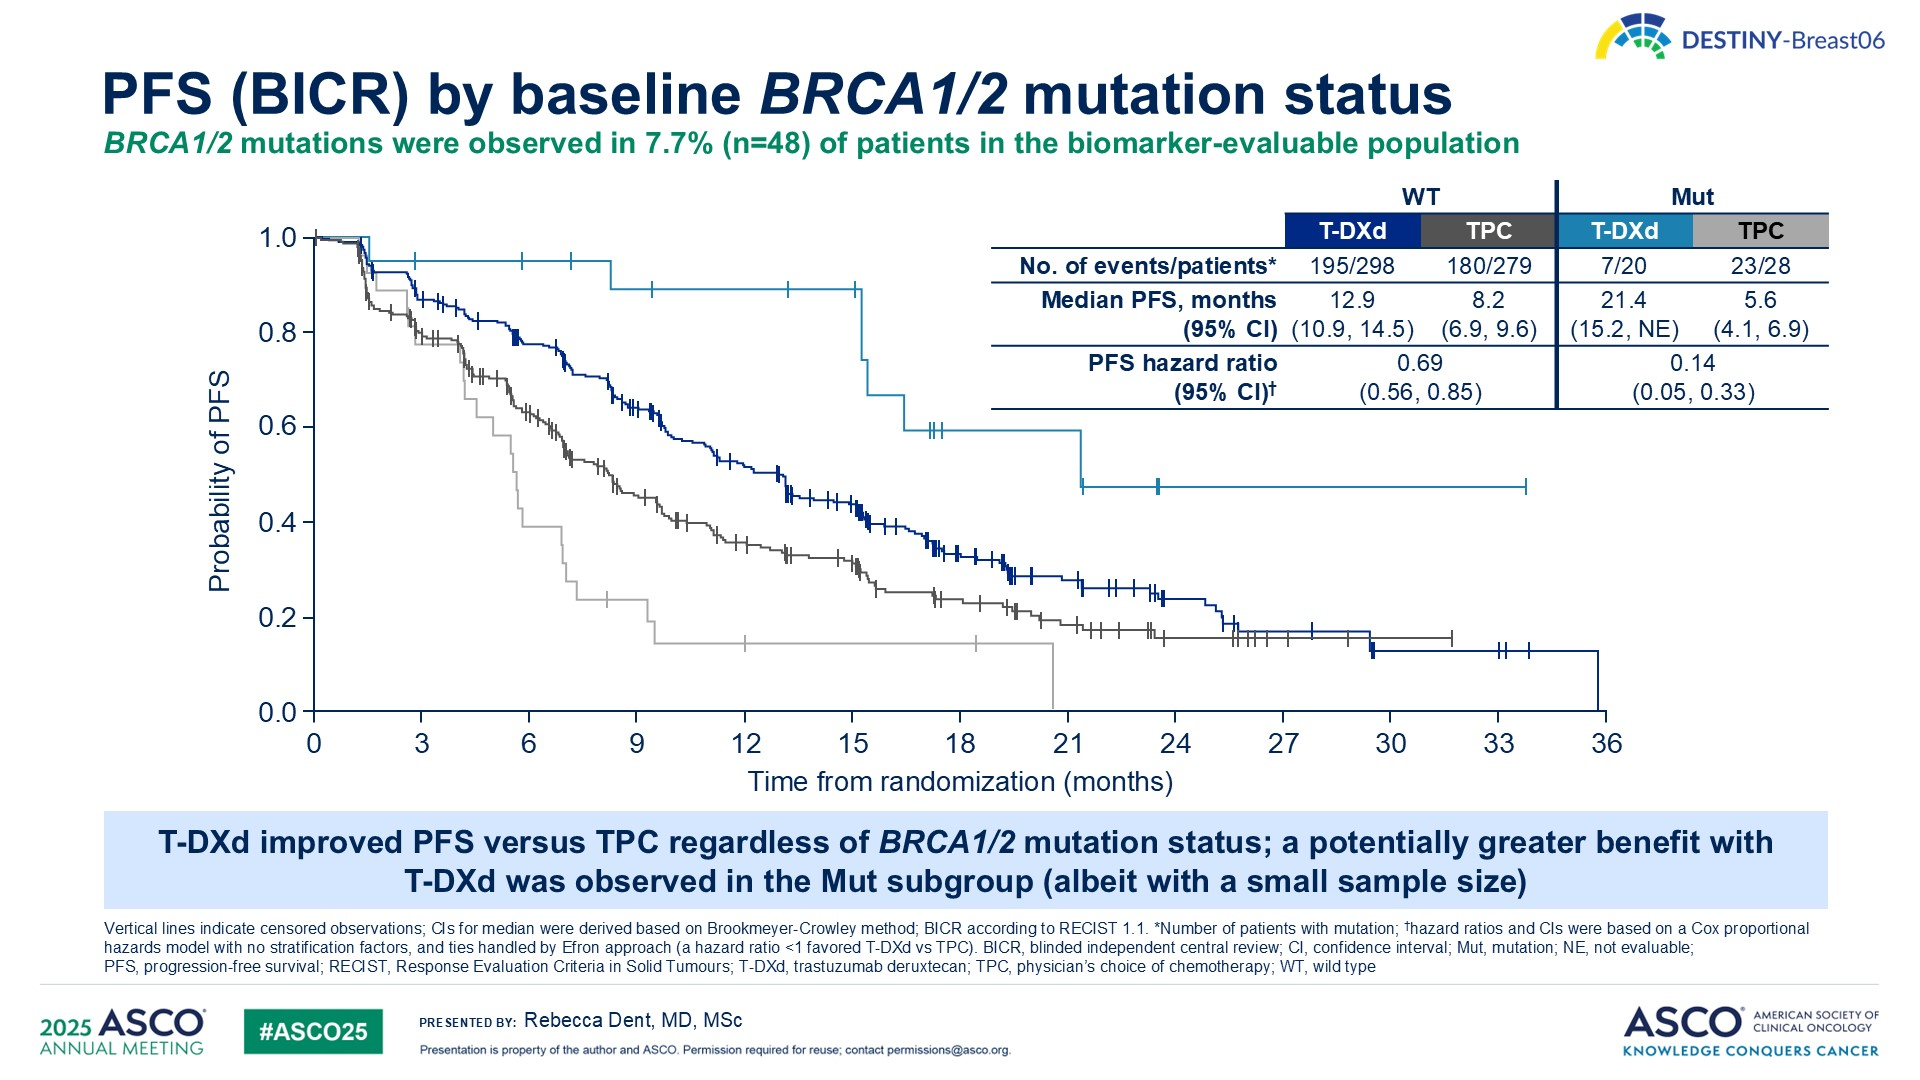 DESTINY-Breast06
PFS (BICR) by baseline BRCA1/2 mutation status
BRCA1/2 mutations were observed in 7.7% (n=48) of patients in the biomarker-evaluable population
WT Mut
T-DXd TPC T-DXd TPC
No. of events/patients* 195/298 180/279 7/20 23/28
Median PFS, months 12.9 8.2 21.4 5.6
(95% CI) (10.9, 14.5) (6.9, 9.6) (15.2, NE) (4.1, 6.9)
PFS hazard ratio 0.69 0.14
(95% CI)† (0.56, 0.85) (0.05, 0.33)
Probability of PFS
1.0
0.8
0.6
0.4
0.2
0.0
0 3 6 9 12 15 18 21 24 27 30 33 36
Time from randomization (months)
T-DXd improved PFS versus TPC regardless of BRCA1/2 mutation status; a potentially greater benefit with
T-DXd was observed in the Mut subgroup (albeit with a small sample size)
Vertical lines indicate censored observations; CIs for median were derived based on Brookmeyer-Crowley method; BICR according to RECIST 1.1. *Number of patients with mutation; †hazard ratios and CIs were based on a Cox proportional
hazards model with no stratification factors, and ties handled by Efron approach (a hazard ratio <1 favored T-DXd vs TPC). BICR, blinded independent central review; CI, confidence interval; Mut, mutation; NE, not evaluable;
PFS, progression-free survival; RECIST, Response Evaluation Criteria in Solid Tumours; T-DXd, trastuzumab deruxtecan; TPC, physician's choice of chemotherapy; WT, wild type
2025 ASCO®
ANNUAL MEETING
#ASCO25
PRESENTED BY: Rebecca Dent, MD, MSc
Presentation is property of the author and ASCO. Permission required for reuse; contact permissions@asco.org.
ASCO® AMERICAN SOCIETY OF
CLINICAL ONCOLOGY
KNOWLEDGE CONQUERS CANCER